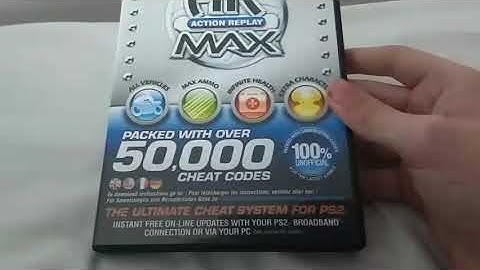 AR
ACTION REPLAY
MAX
ALL VEHICLES
MAX AMMO
INFINITE HEALTH
EXTRA CHARACTERS
PACKED WITH OVER
50,000
CHEAT CODES
100%
UNOFFICIAL
THE ULTIMATE CHEAT SYSTEM FOR PS2
INSTANT FREE ON-LINE UPDATES WITH YOUR PS2 BROADBAND
CONNECTION OR VIA YOUR PC